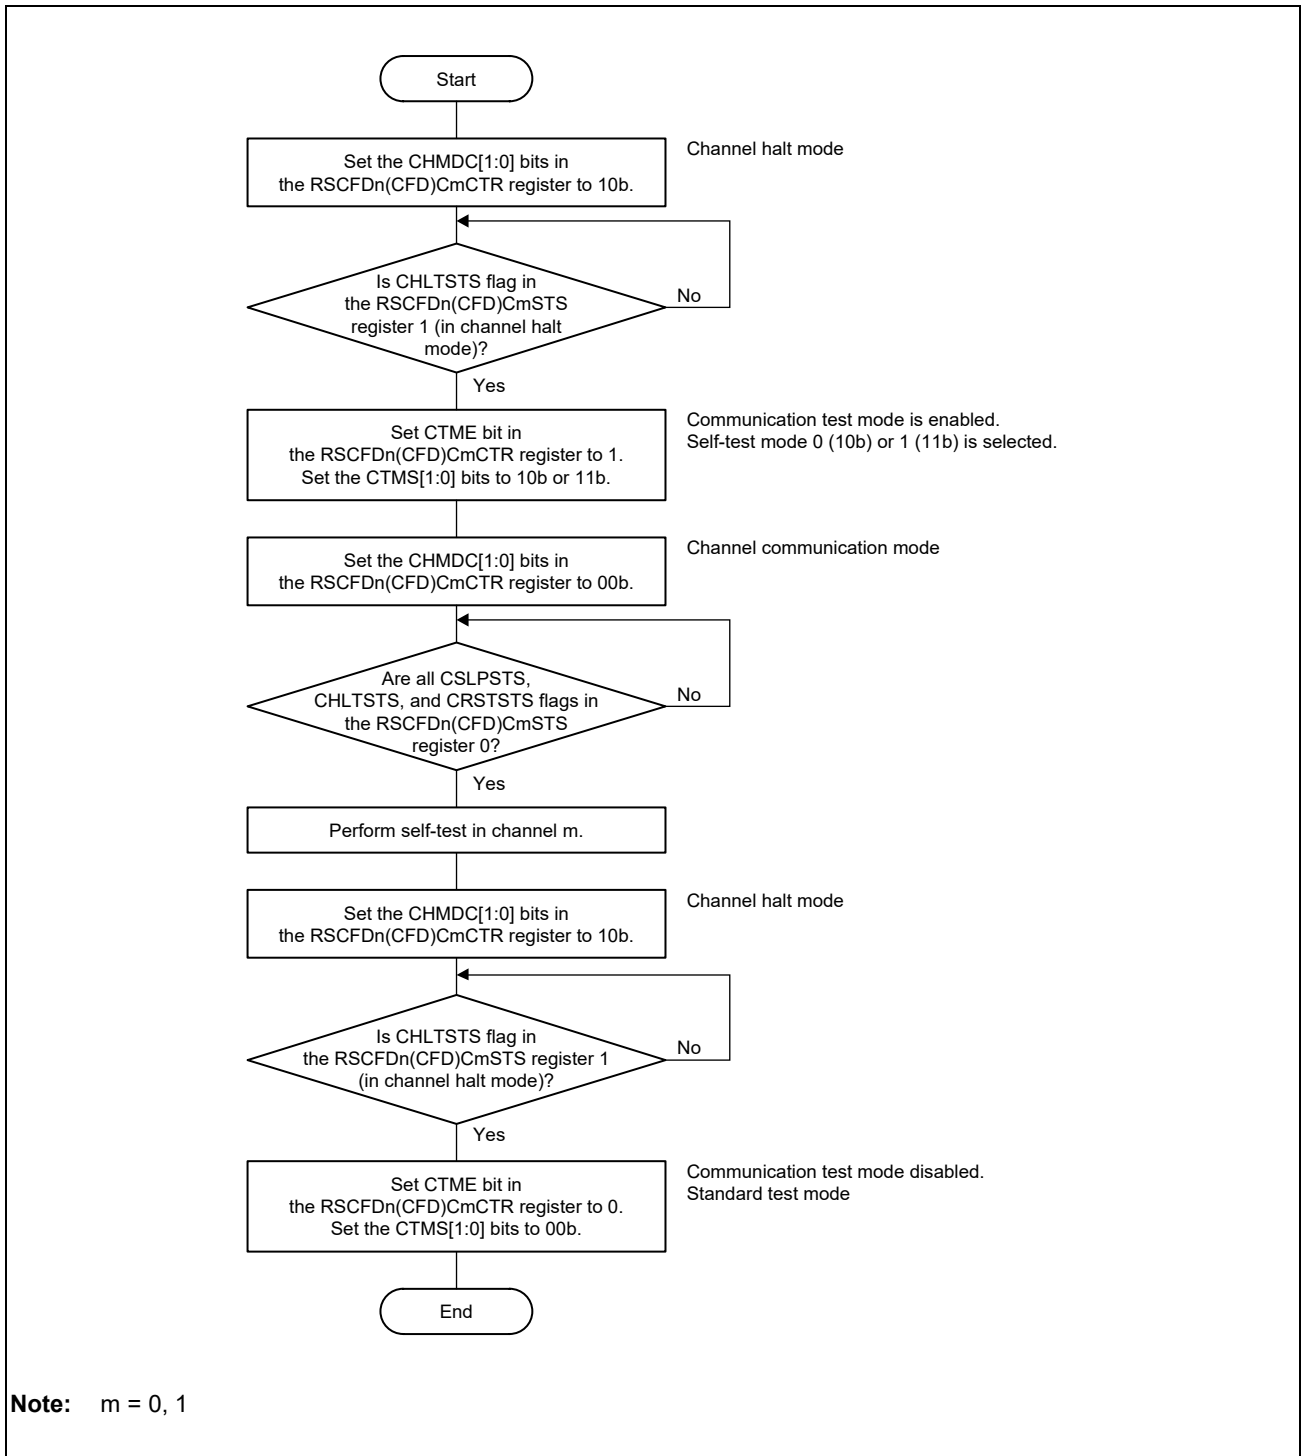 Start
Set the CHMDC[1:0] bits in
the RSCFDn(CFD)CmCTR register to 10b.
Channel halt mode
Is CHLTSTS flag in
the RSCFDn(CFD)CmSTS
register 1 (in channel halt
mode)?
No
Yes
Set CTME bit in
the RSCFDn(CFD)CmCTR register to 1.
Set the CTMS[1:0] bits to 10b or 11b.
Communication test mode is enabled.
Self-test mode 0 (10b) or 1 (11b) is selected.
Set the CHMDC[1:0] bits in
the RSCFDn(CFD)CmCTR register to 00b.
Channel communication mode
Are all CSLPSTS,
CHLTSTS, and CRSTSTS flags in
the RSCFDn(CFD)CmSTS
register 0?
No
Yes
Perform self-test in channel m.
Set the CHMDC[1:0] bits in
the RSCFDn(CFD)CmCTR register to 10b.
Channel halt mode
Is CHLTSTS flag in
the RSCFDn(CFD)CmSTS register 1
(in channel halt mode)?
No
Yes
Set CTME bit in
the RSCFDn(CFD)CmCTR register to 0.
Set the CTMS[1:0] bits to 00b.
Communication test mode disabled.
Standard test mode
End
Note: m = 0, 1